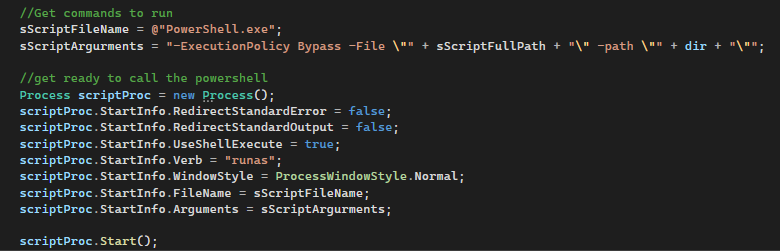 //Get commands to run
sScriptFileName = @"PowerShell.exe";
sScriptArgurments = "-ExecutionPolicy Bypass -File \"" + sScriptFullPath + "\" -path \"" + dir + "\"";
//get ready to call the powershell
Process scriptProc = new Process();
scriptProc.StartInfo.RedirectStandardError = false;
scriptProc.StartInfo.RedirectStandardOutput = false;
scriptProc.StartInfo.UseShellExecute = true;
scriptProc.StartInfo.Verb = "runas";
scriptProc.StartInfo.WindowStyle = ProcessWindowStyle.Normal;
scriptProc.StartInfo.FileName = sScriptFileName;
scriptProc.StartInfo.Arguments = sScriptArgurments;
scriptProc.Start();